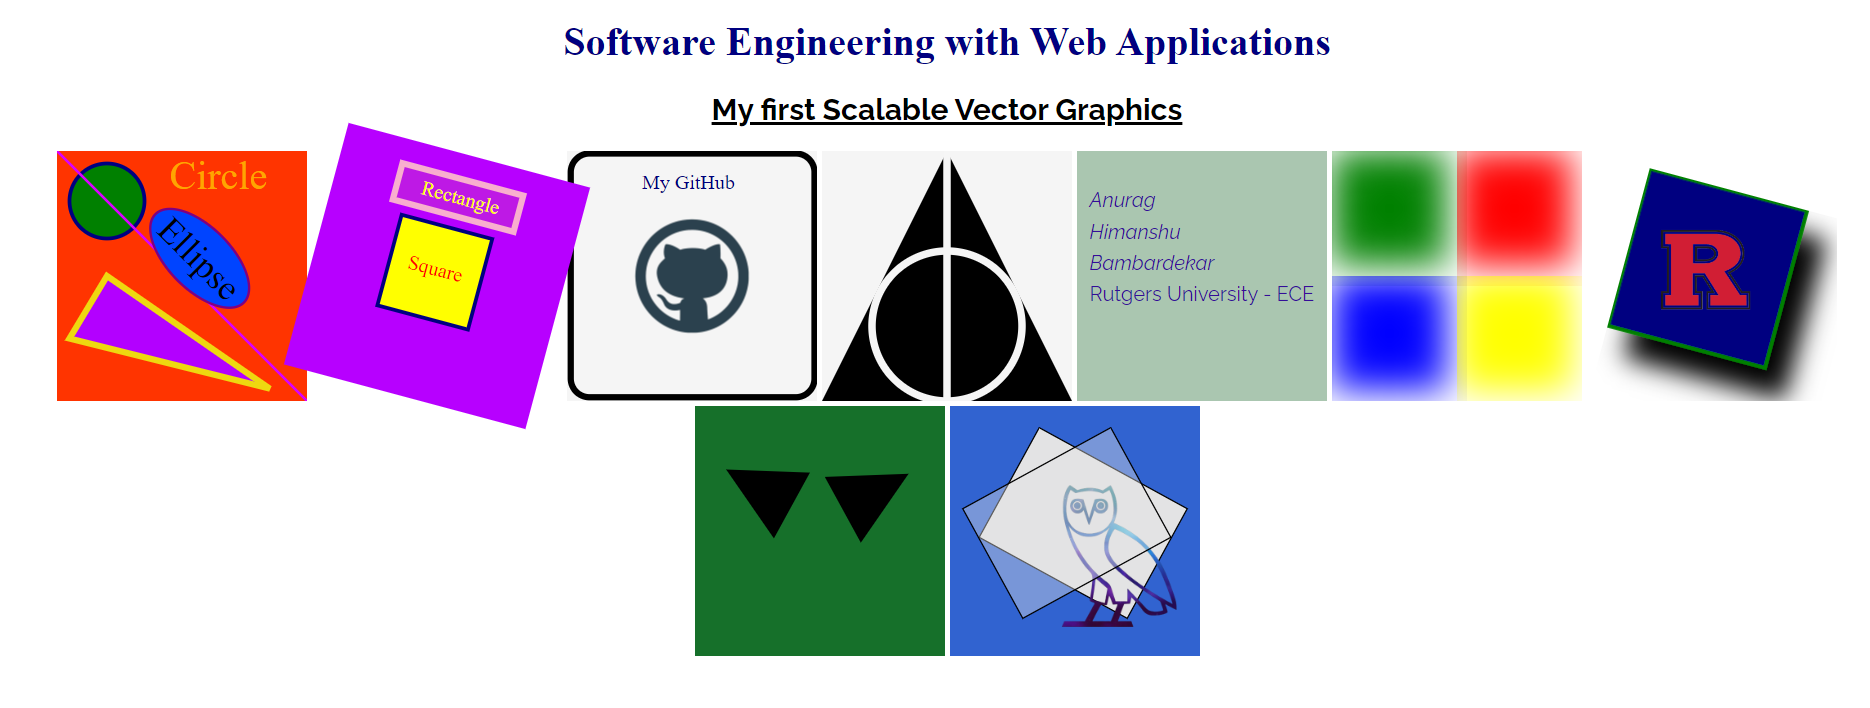 Software Engineering with Web Applications
My first Scalable Vector Graphics
Circle
Ellipse
Rectangle
Square
My GitHub
Anurag
Himanshu
Bambardekar
Rutgers University - ECE
R